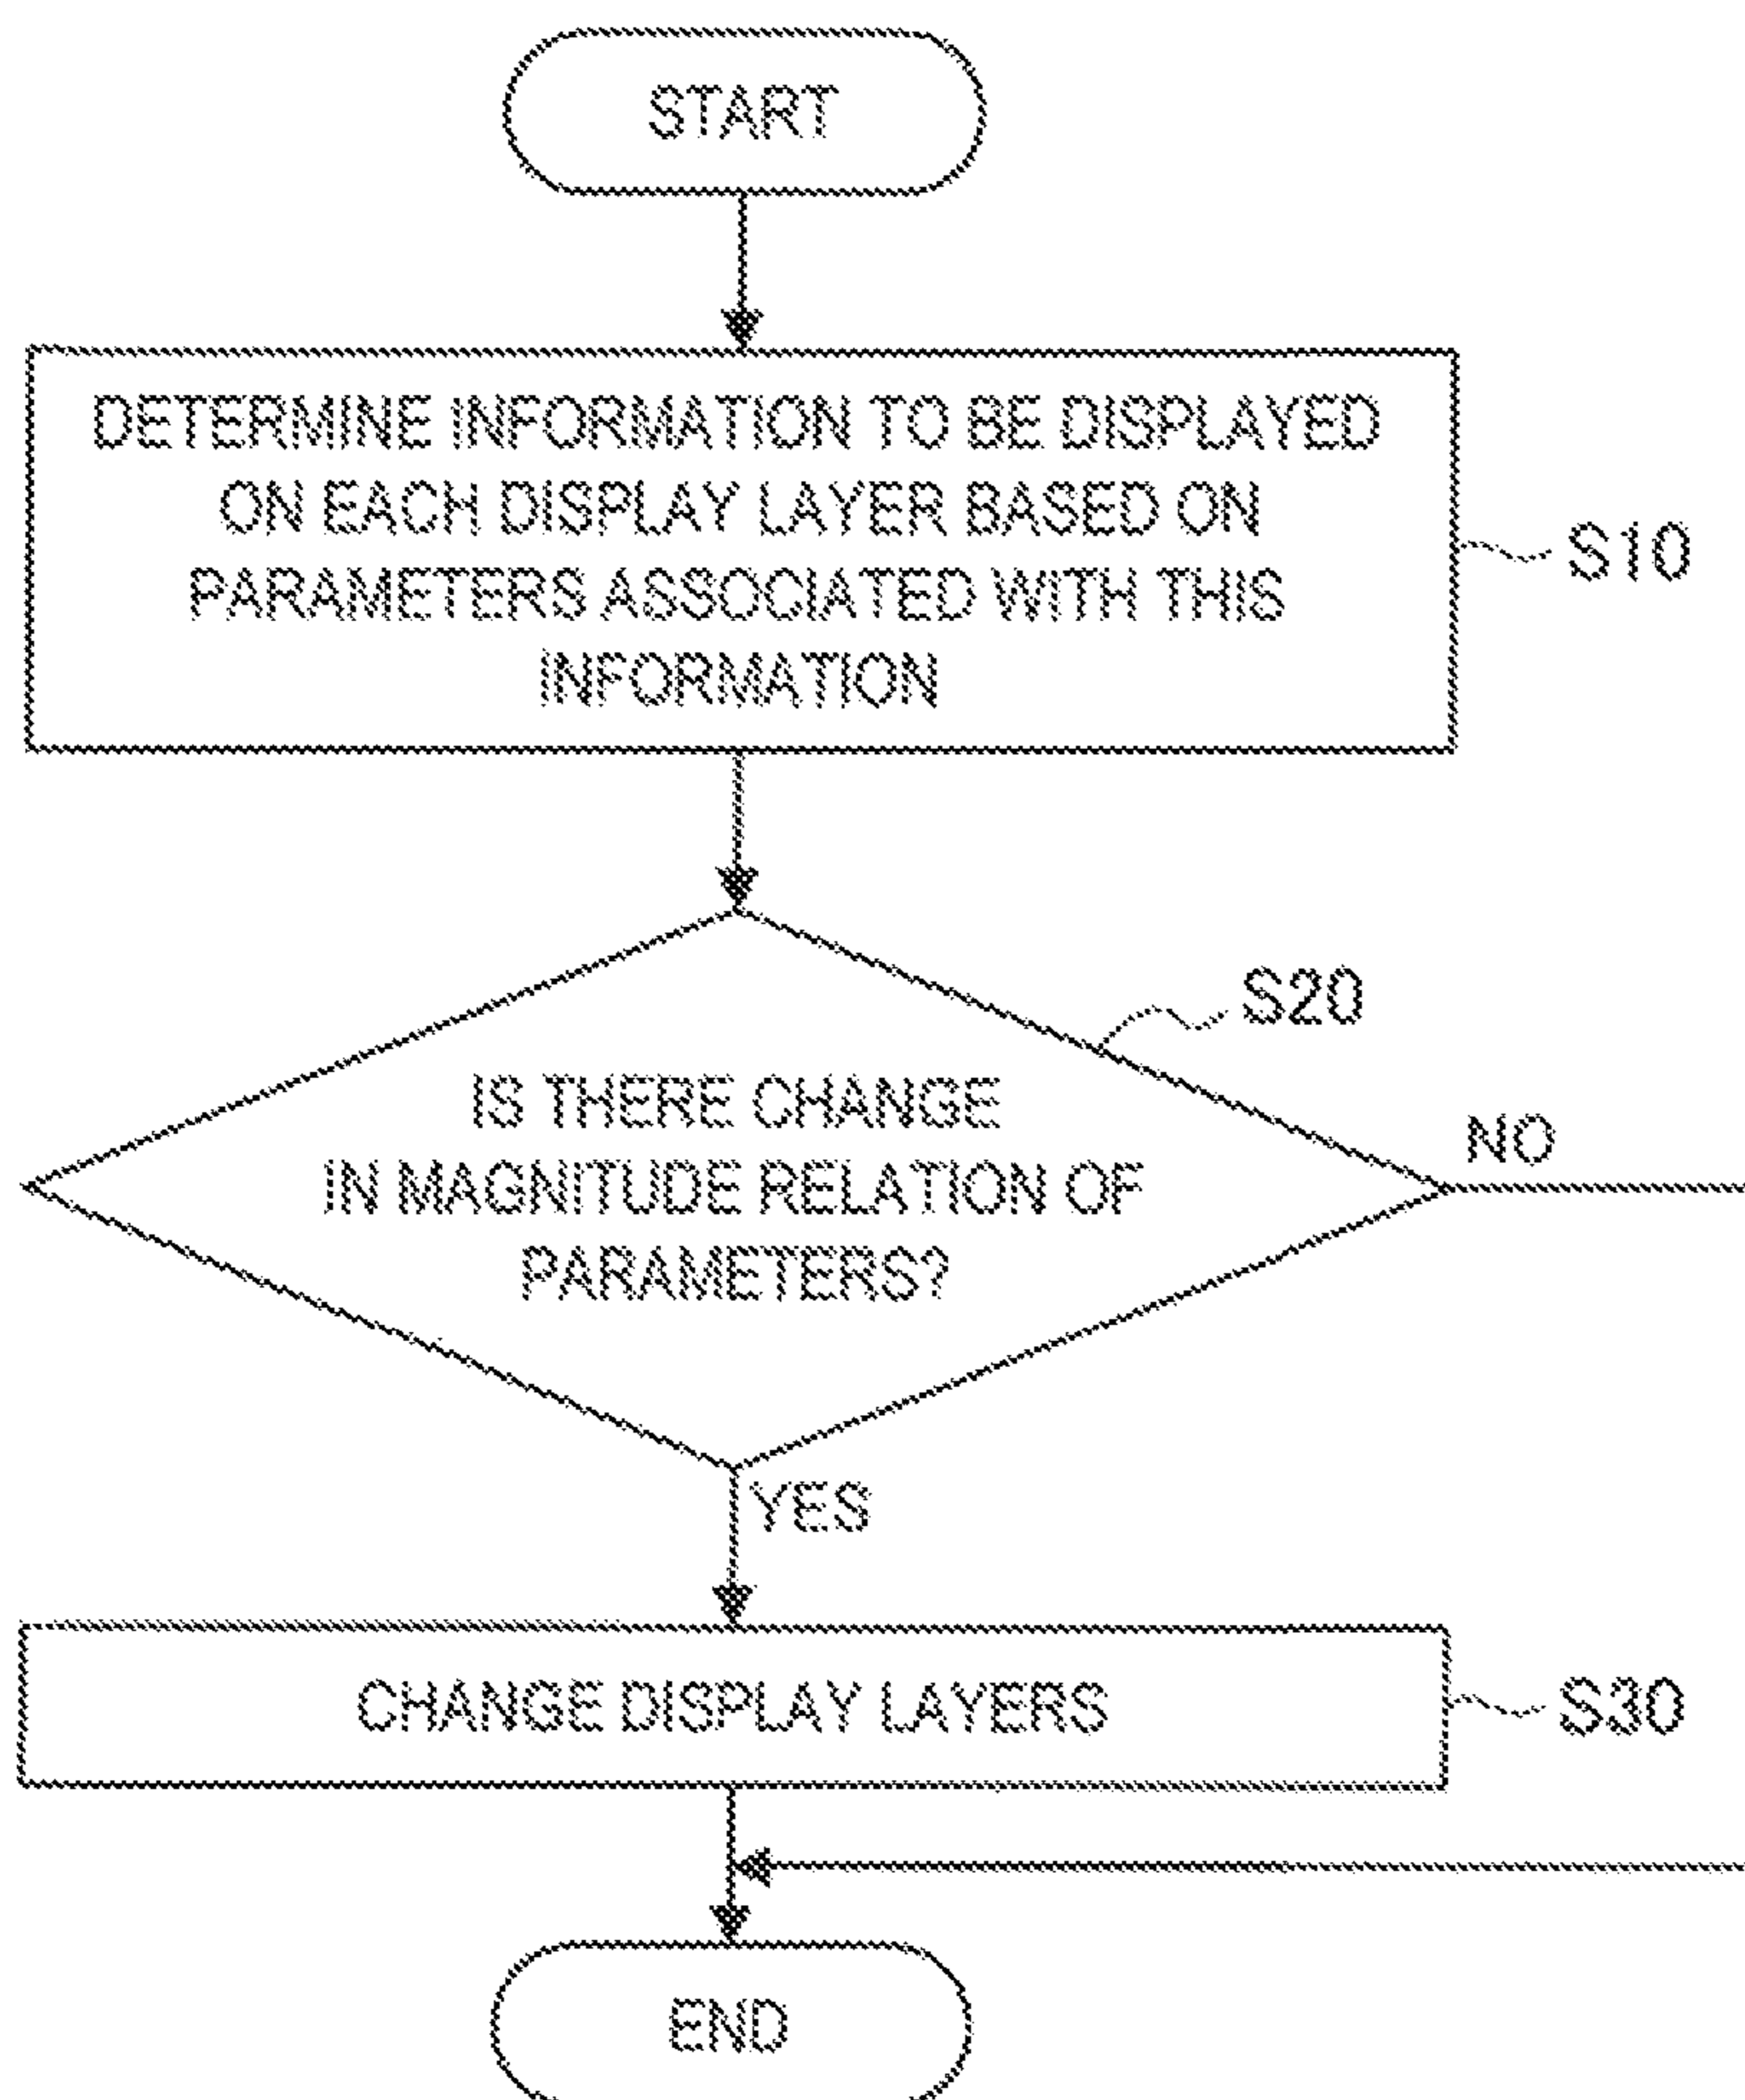 START
DETERMINE INFORMATION TO BE DISPLAYED
ON EACH DISPLAY LAYER BASED ON
PARAMETERS ASSOCIATED WITH THIS
INFORMATION
S10
S20
IS THERE CHANGE
IN MAGNITUDE RELATION OF
PARAMETERS?
NO
YES
CHANGE DISPLAY LAYERS
S30
END